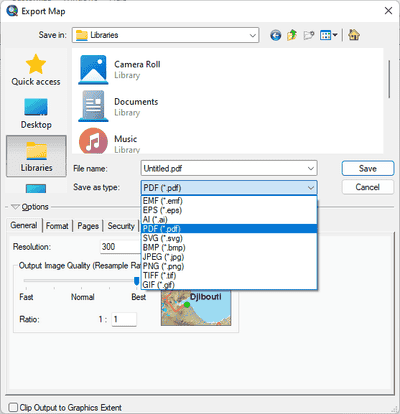 Export Map
Save in: Libraries
Quick access
Desktop
Libraries
Camera Roll
Library
Documents
Library
Music
Library
File name: Untitled.pdf Save
Save as type: PDF (*.pdf) Cancel
EMF (*.emf)
EPS (*.eps)
AI (*.ai)
PDF (*.pdf)
SVG (*.svg)
BMP (*.bmp)
JPEG (*.jpg)
PNG (*.png)
TIFF (*.tif)
GIF (*.gif)
Options
General Format Pages Security
Resolution: 300
Output Image Quality (Resample Ra
Fast Normal Best
Ratio: 1 : 1
Djibouti
Clip Output to Graphics Extent